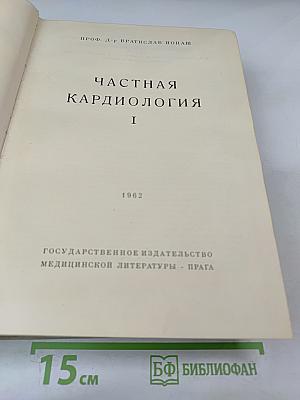 ПРОФ. Д-р ВРАТИСЛАВ ЙОНАШ
ЧАСТНАЯ
КАРДИОЛОГИЯ
I
1962
ГОСУДАРСТВЕННОЕ ИЗДАТЕЛЬСТВО
МЕДИЦИНСКОЙ ЛИТЕРАТУРЫ - ПРАГА
15 см
БФ БИБЛИОФАН